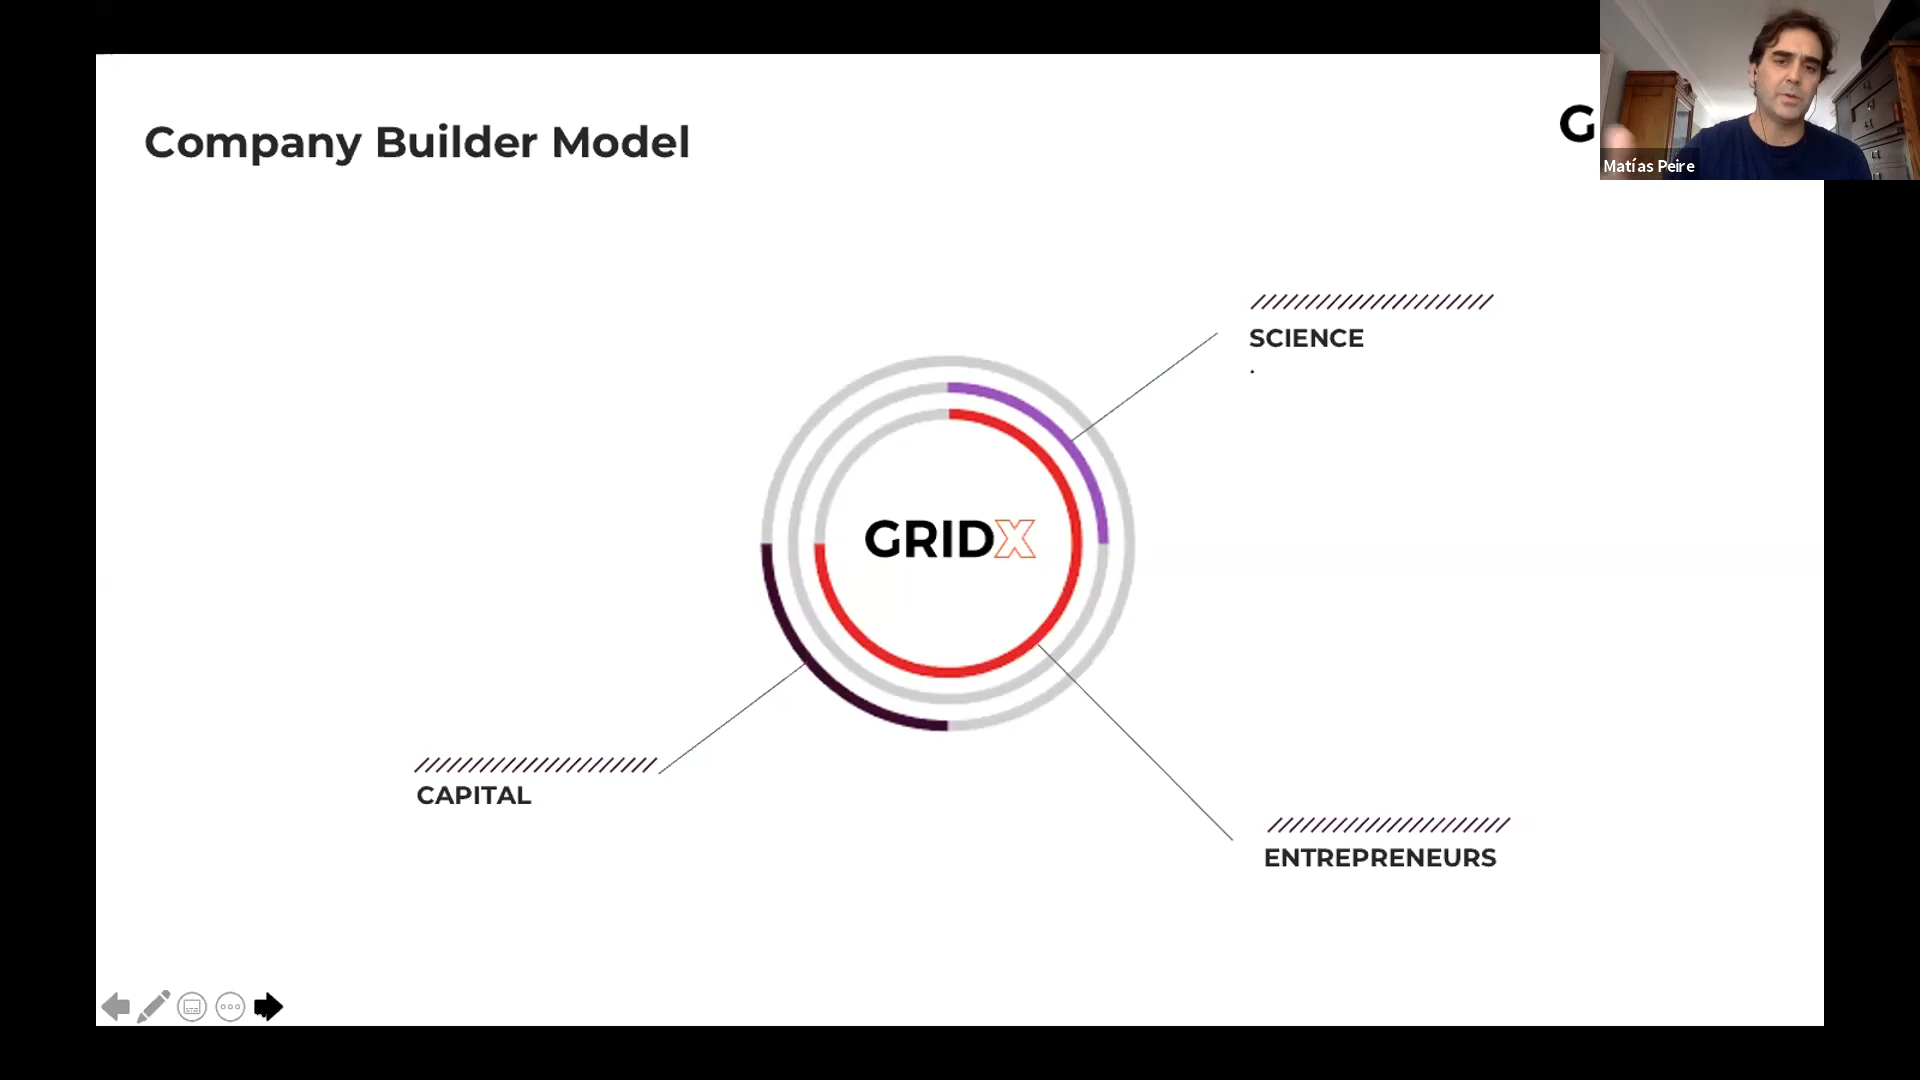 Company Builder Model
G
Matías Peire
SCIENCE
.
GRIDX
CAPITAL
ENTREPRENEURS